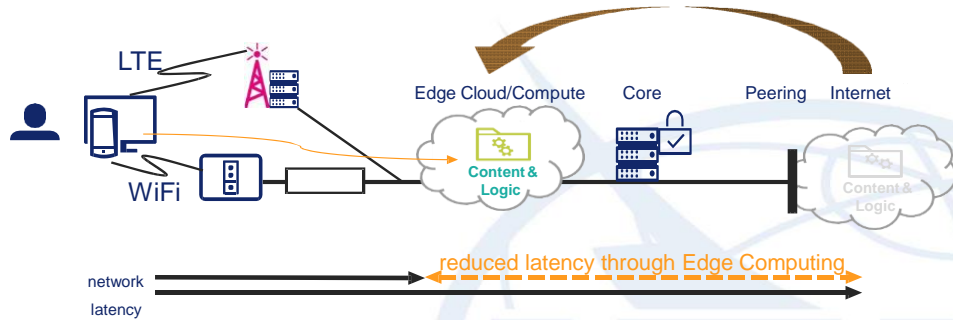 LTE
Edge Cloud/Compute
Core
Peering
Internet
Content &
Logic
Content &
Logic
WiFi
reduced latency through Edge Computing
network
latency